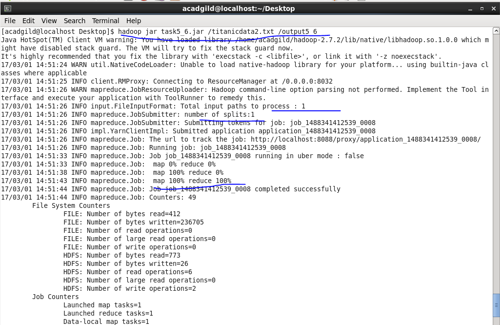 acadgild@localhost:~/Desktop
File Edit View Search Terminal Help
[acadgild@localhost Desktop]$ hadoop jar task5_6.jar /titanicdata2.txt /output5_6
Java HotSpot(TM) Client VM warning: You have loaded library /home/acadgild/hadoop-2.7.2/lib/native/libhadoop.so.1.0.0 which m
ight have disabled stack guard. The VM will try to fix the stack guard now.
It's highly recommended that you fix the library with 'execstack -c <libfile>', or link it with '-z noexecstack'.
17/03/01 14:51:24 WARN util.NativeCodeLoader: Unable to load native-hadoop library for your platform... using builtin-java cl
asses where applicable
17/03/01 14:51:25 INFO client.RMProxy: Connecting to ResourceManager at /0.0.0.0:8032
17/03/01 14:51:26 WARN mapreduce.JobResourceUploader: Hadoop command-line option parsing not performed. Implement the Tool in
terface and execute your application with ToolRunner to remedy this.
17/03/01 14:51:26 INFO input.FileInputFormat: Total input paths to process : 1
17/03/01 14:51:26 INFO mapreduce.JobSubmitter: number of splits:1
17/03/01 14:51:26 INFO mapreduce.JobSubmitter: Submitting tokens for job: job_1488341412539_0008
17/03/01 14:51:26 INFO impl.YarnClientImpl: Submitted application application_1488341412539_0008
17/03/01 14:51:26 INFO mapreduce.Job: The url to track the job: http://localhost:8088/proxy/application_1488341412539_0008/
17/03/01 14:51:26 INFO mapreduce.Job: Running job: job_1488341412539_0008
17/03/01 14:51:33 INFO mapreduce.Job: Job job_1488341412539_0008 running in uber mode : false
17/03/01 14:51:33 INFO mapreduce.Job: map 0% reduce 0%
17/03/01 14:51:38 INFO mapreduce.Job: map 100% reduce 0%
17/03/01 14:51:43 INFO mapreduce.Job: map 100% reduce 100%
17/03/01 14:51:44 INFO mapreduce.Job: Job job_1488341412539_0008 completed successfully
17/03/01 14:51:44 INFO mapreduce.Job: Counters: 49
File System Counters
FILE: Number of bytes read=412
FILE: Number of bytes written=236705
FILE: Number of read operations=0
FILE: Number of large read operations=0
FILE: Number of write operations=0
HDFS: Number of bytes read=773
HDFS: Number of bytes written=26
HDFS: Number of read operations=6
HDFS: Number of large read operations=0
HDFS: Number of write operations=2
Job Counters
Launched map tasks=1
Launched reduce tasks=1
Data-local map tasks=1